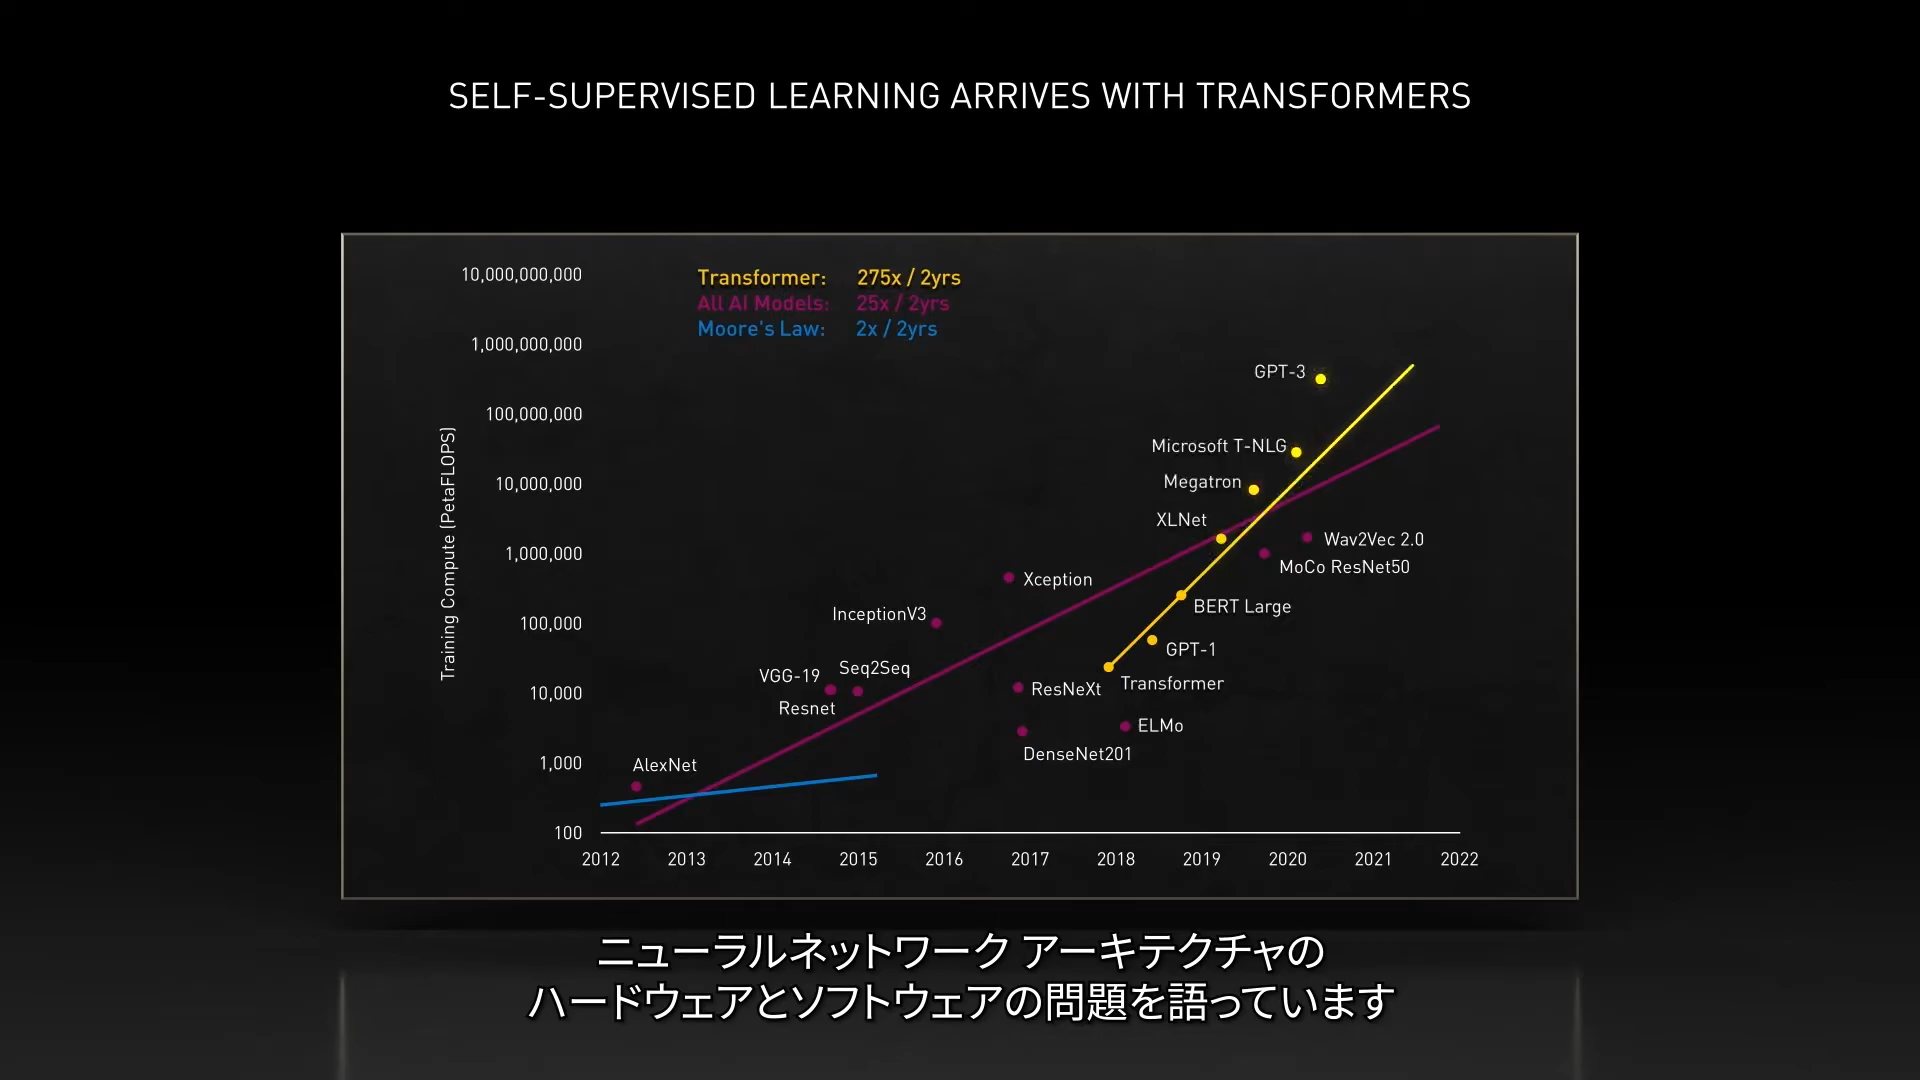 SELF-SUPERVISED LEARNING ARRIVES WITH TRANSFORMERS
Transformer: 275x / 2yrs
All AI Models: 25x / 2yrs
Moore's Law: 2x / 2yrs
Training Compute (PetaFLOPS)
10,000,000,000
1,000,000,000
100,000,000
10,000,000
1,000,000
100,000
10,000
1,000
100
GPT-3
Microsoft T-NLG
Megatron
XLNet
Wav2Vec 2.0
MoCo ResNet50
Xception
BERT Large
InceptionV3
GPT-1
Seq2Seq
VGG-19
Transformer
ResNeXt
Resnet
ELMo
DenseNet201
AlexNet
2012 2013 2014 2015 2016 2017 2018 2019 2020 2021 2022
ニューラルネットワーク アーキテクチャの
ハードウェアとソフトウェアの問題を語っています